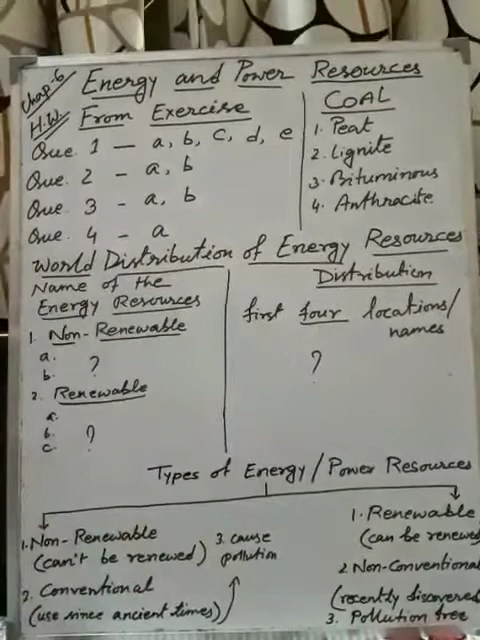 Chap. 6
Energy and Power Resources
H.W. From Exercise
Que. 1 — a, b, c, d, e
Que. 2 - a, b
Que. 3 - a, b
Que. 4 - a
COAL
1. Peat
2. Lignite
3. Bituminous
4. Anthracite
World Distribution of Energy Resources
Name of the
Energy Resources
1. Non-Renewable
a.
b. ?
2. Renewable
a.
b. ?
c.
Distribution
first four locations/
names
?
Types of Energy/Power Resources
1. Non-Renewable
(can't be renewed)
2. Conventional
(use since ancient times)
3. cause
pollution
1. Renewable
(can be renewed
2. Non-Conventional
(recently discovered
3. Pollution free